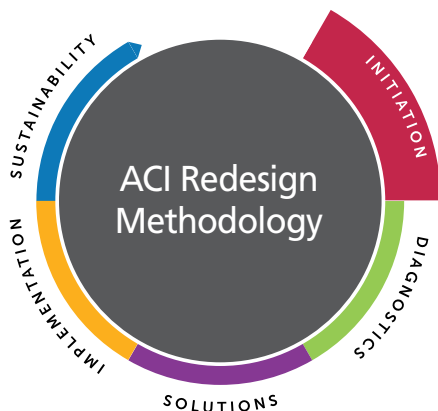 ACI Redesign
Methodology
INITIATION
DIAGNOSTICS
SOLUTIONS
IMPLEMENTATION
SUSTAINABILITY